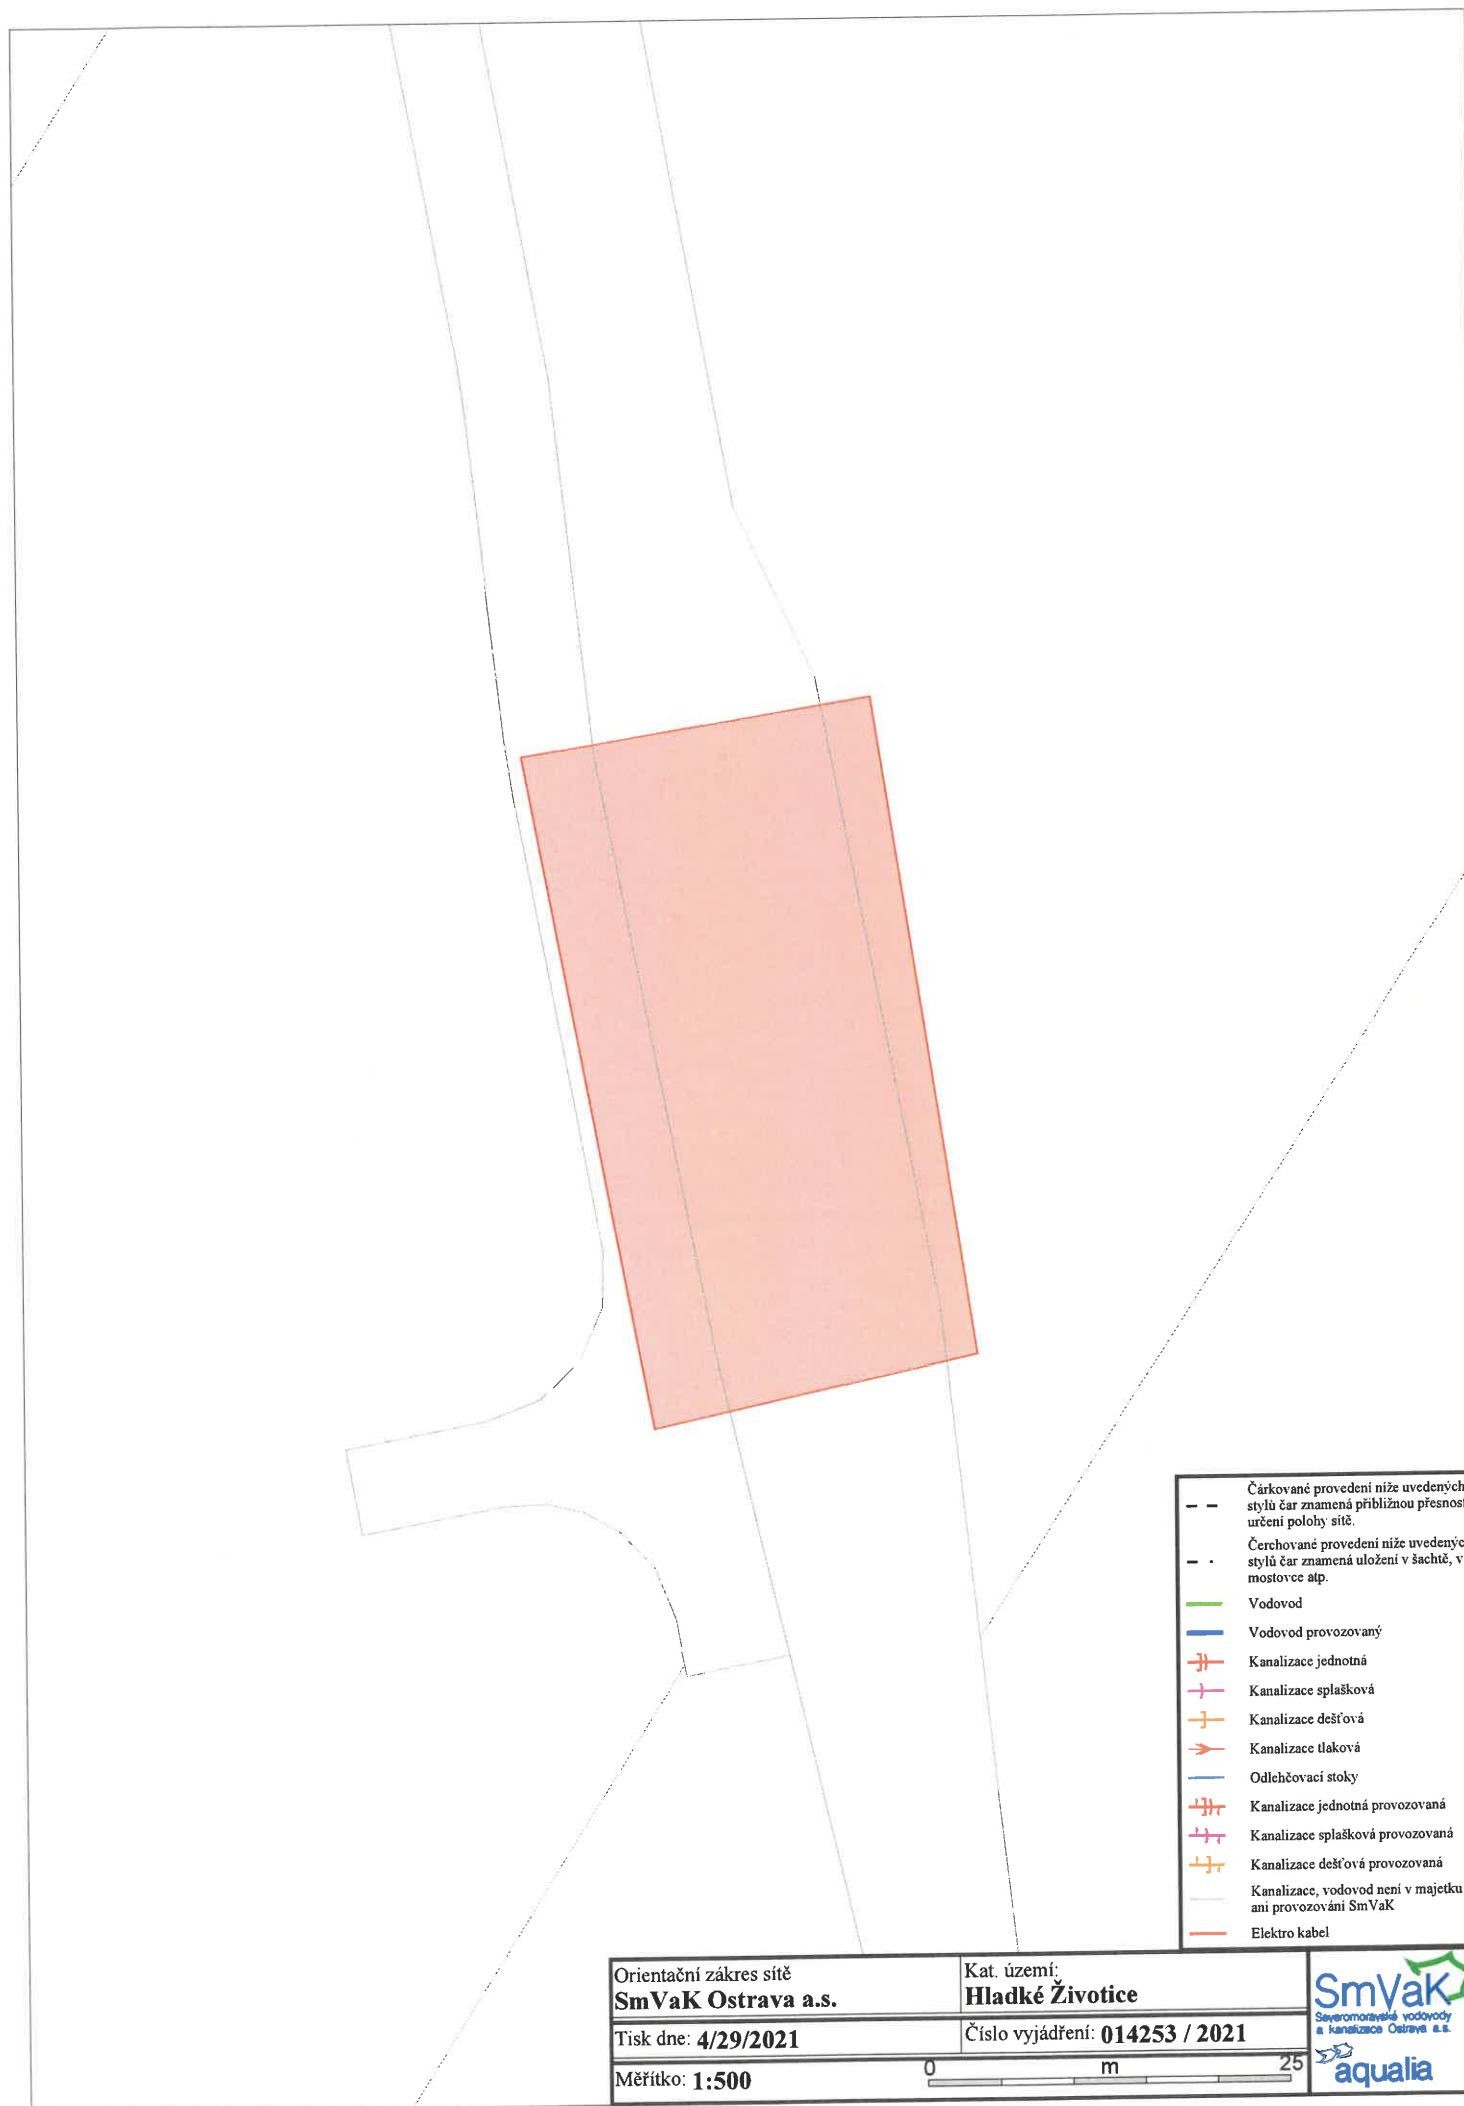 Čárkované provedení níže uvedených
stylů čar znamená přibližnou přesnost
určení polohy sítě.
Čerchované provedení níže uvedených
stylů čar znamená uložení v šachtě, v
mostovce atp.
Vodovod
Vodovod provozovaný
Kanalizace jednotná
Kanalizace splašková
Kanalizace dešťová
Kanalizace tlaková
Odlehčovací stoky
Kanalizace jednotná provozovaná
Kanalizace splašková provozovaná
Kanalizace dešťová provozovaná
Kanalizace, vodovod není v majetku
ani provozování SmVaK
Elektro kabel
Orientační zákres sítě
SmVaK Ostrava a.s.
Kat. území:
Hladké Životice
Tisk dne: 4/29/2021
Číslo vyjádření: 014253 / 2021
Měřítko: 1:500
0 m 25
SmVaK
Severomoravské vodovody
a kanalizace Ostrava a.s.
aqualia